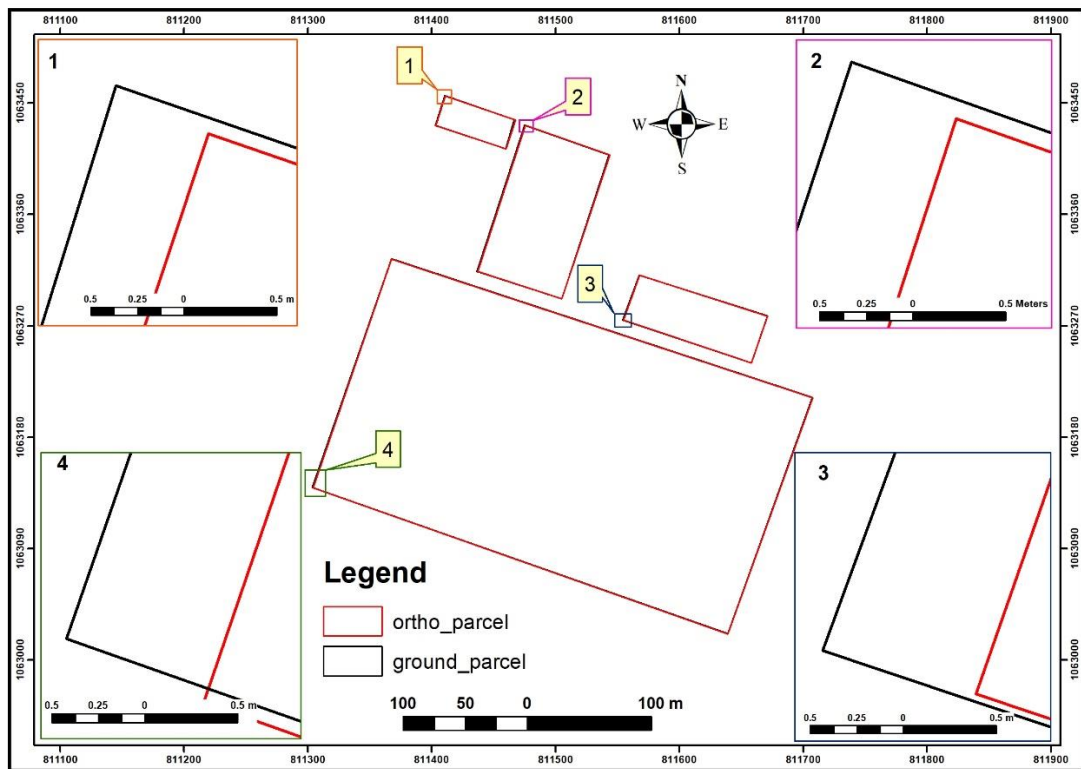 811100 811200 811300 811400 811500 811600 811700 811800 811900
1
1
2
N
W E
S
2
1063450 1063450
1063360 1063360
0.5 0.25 0 0.5 m
0.5 0.25 0 0.5 Meters
3
1063270 1063270
1063180 1063180
4
4
3
1063090 1063090
Legend
ortho_parcel
ground_parcel
1063000 1063000
0.5 0.25 0 0.5 m
100 50 0 100 m
0.5 0.25 0 0.5 m
811100 811200 811300 811400 811500 811600 811700 811800 811900